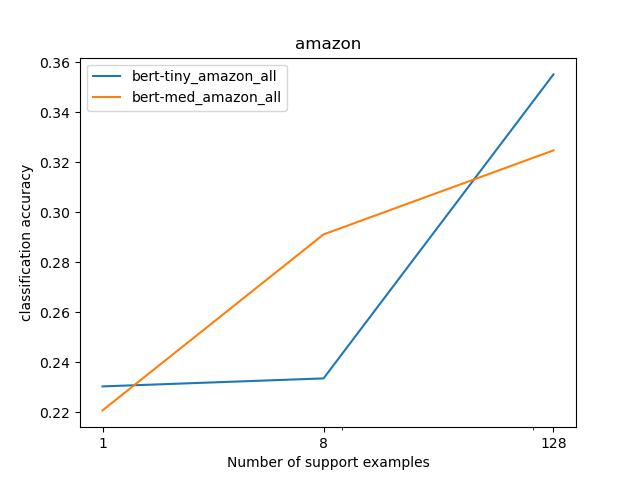 amazon
bert-tiny_amazon_all
bert-med_amazon_all
classification accuracy
0.36
0.34
0.32
0.30
0.28
0.26
0.24
0.22
1 8 128
Number of support examples